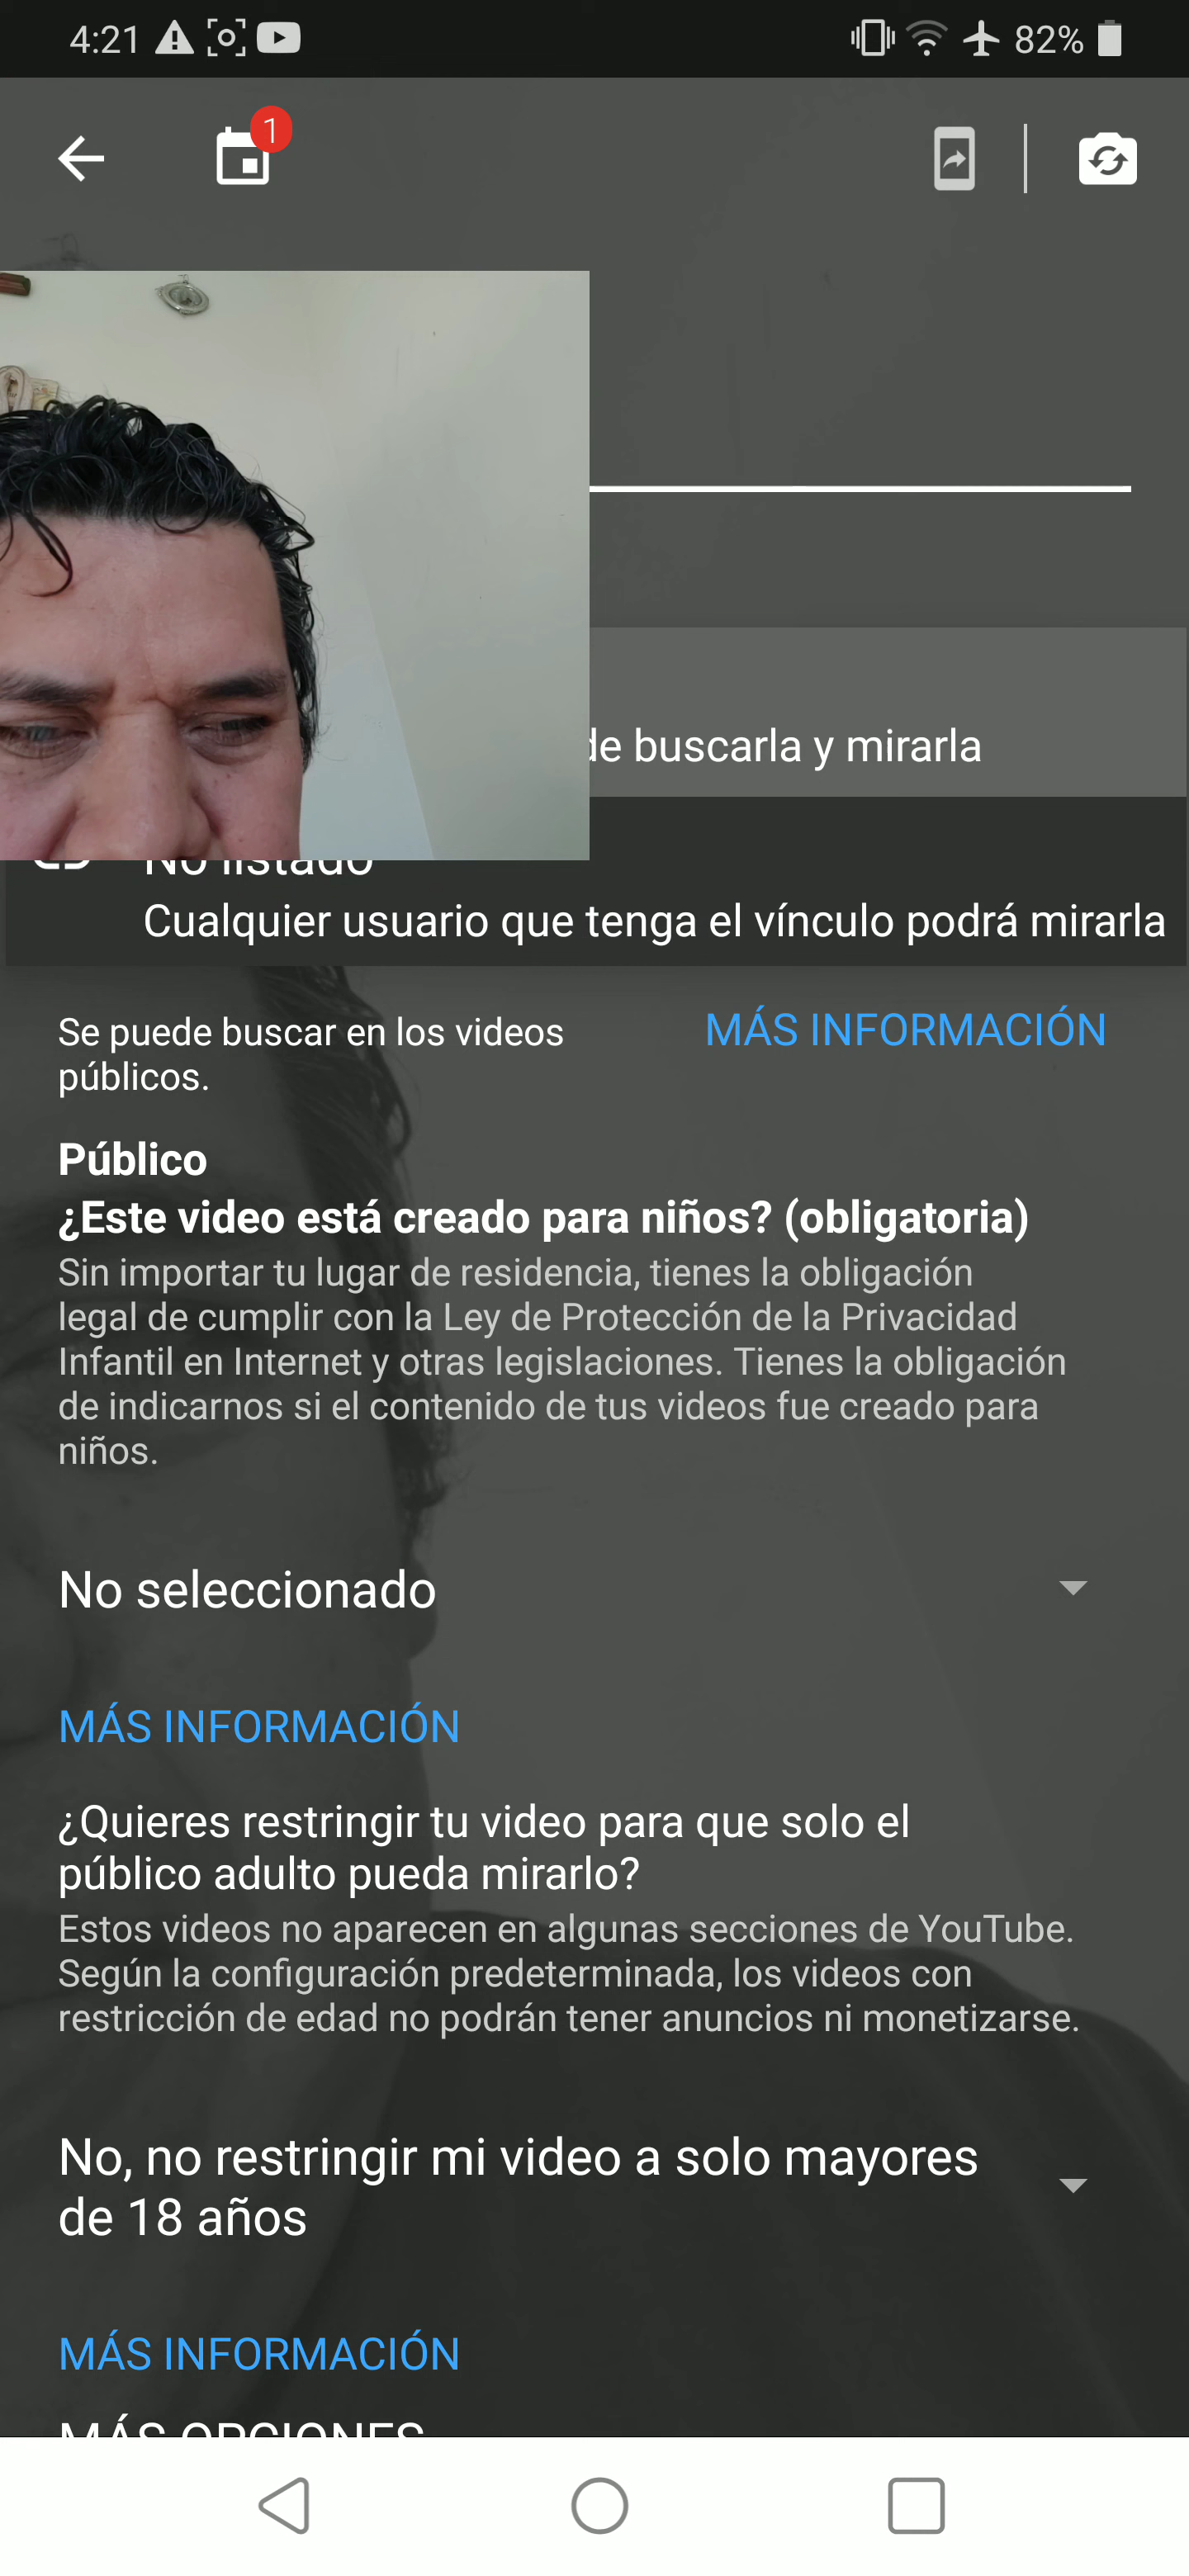 4:21
82%
1
de buscarla y mirarla
No listado
Cualquier usuario que tenga el vínculo podrá mirarla
Se puede buscar en los videos
públicos.
MÁS INFORMACIÓN
Público
¿Este video está creado para niños? (obligatoria)
Sin importar tu lugar de residencia, tienes la obligación
legal de cumplir con la Ley de Protección de la Privacidad
Infantil en Internet y otras legislaciones. Tienes la obligación
de indicarnos si el contenido de tus videos fue creado para
niños.
No seleccionado
MÁS INFORMACIÓN
¿Quieres restringir tu video para que solo el
público adulto pueda mirarlo?
Estos videos no aparecen en algunas secciones de YouTube.
Según la configuración predeterminada, los videos con
restricción de edad no podrán tener anuncios ni monetizarse.
No, no restringir mi video a solo mayores
de 18 años
MÁS INFORMACIÓN
MÁS OPCIONES